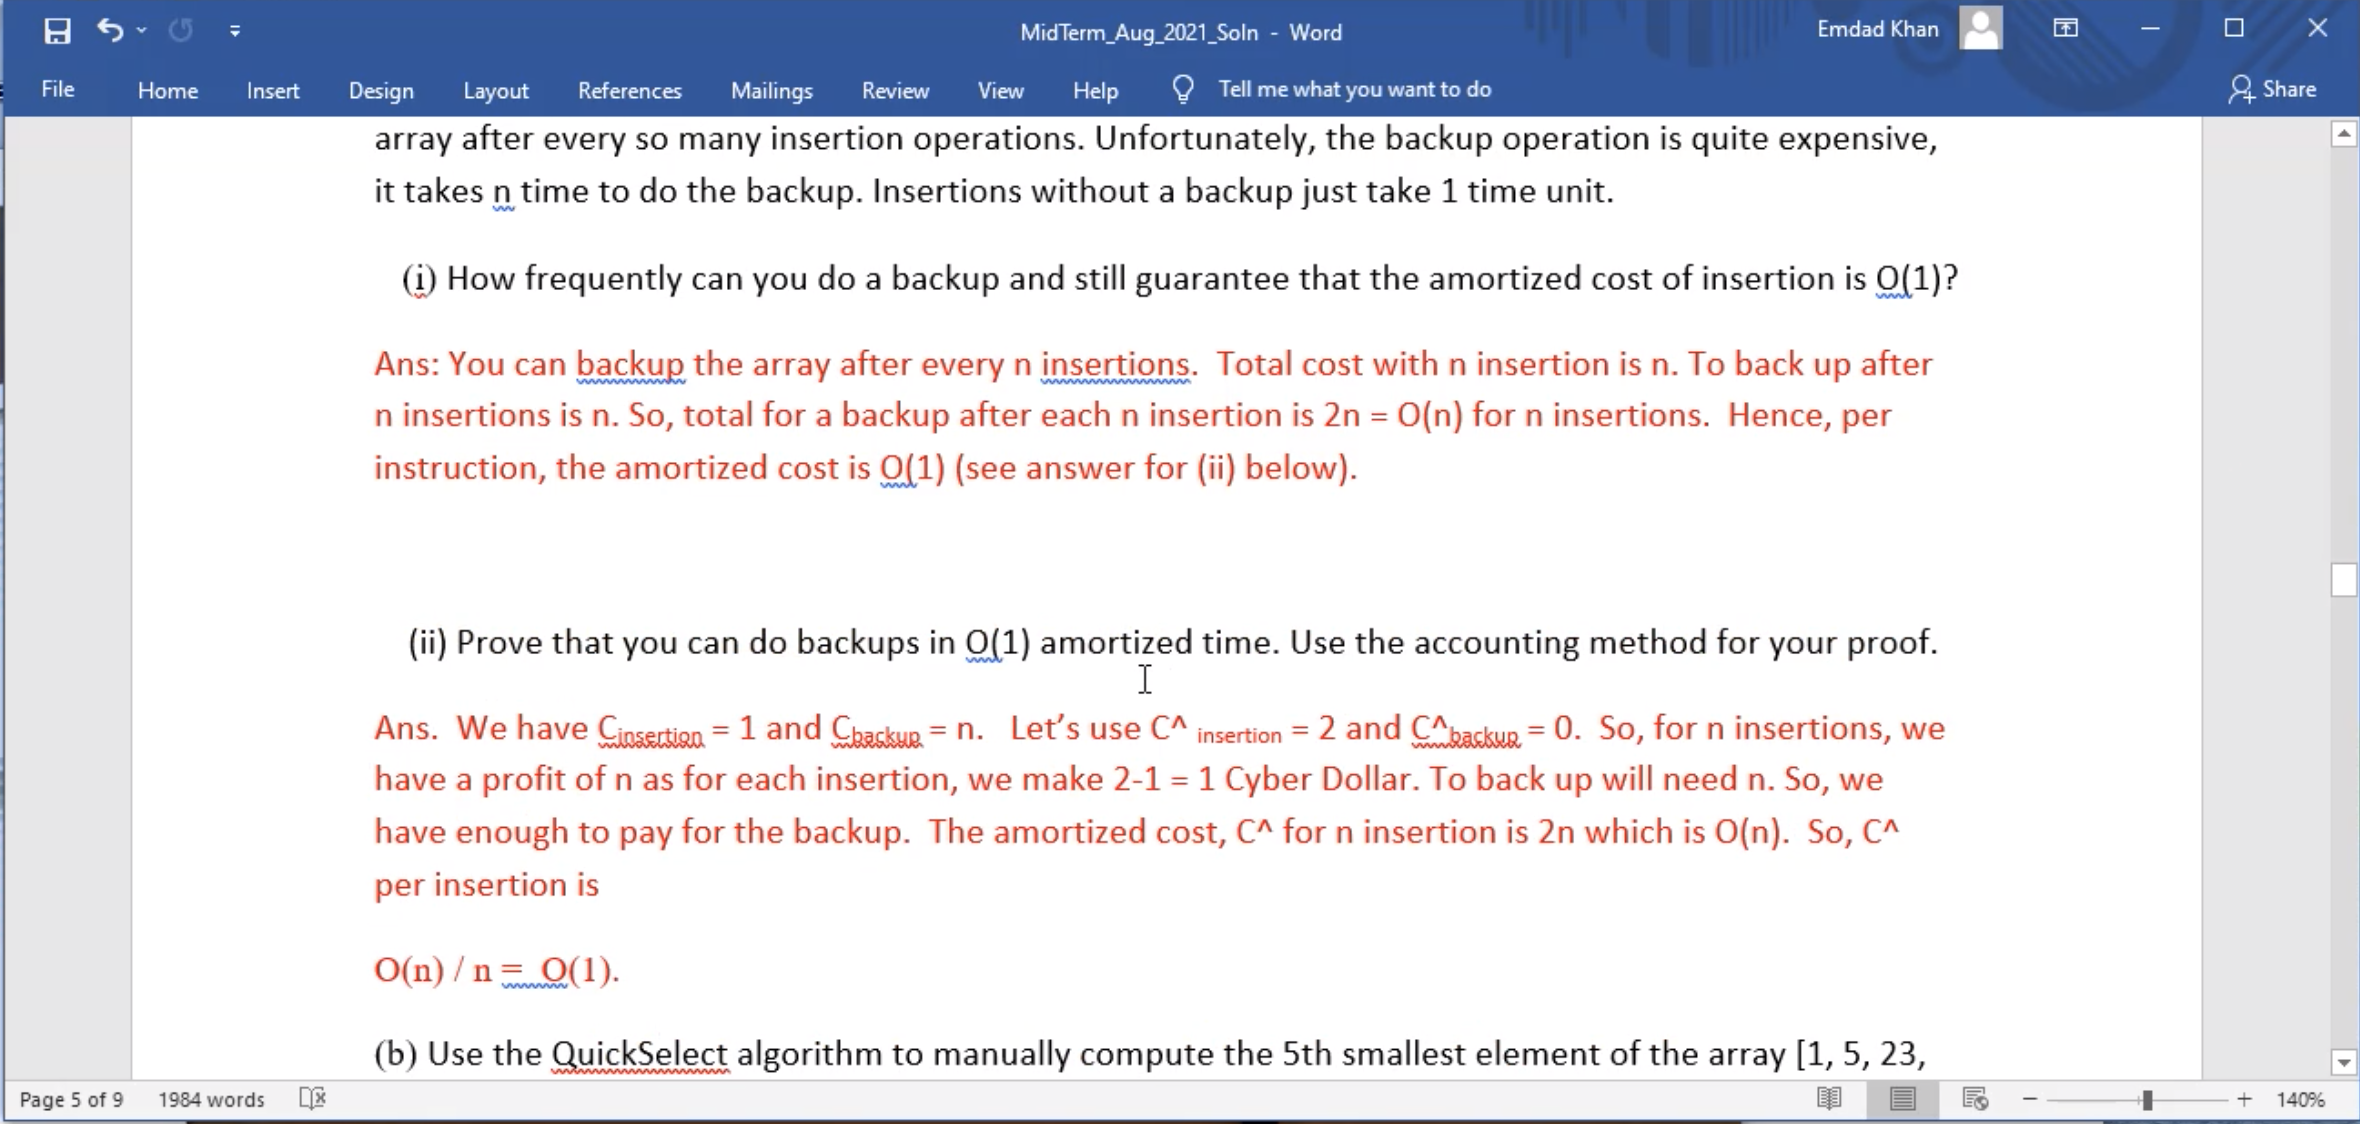 MidTerm_Aug_2021_Soln - Word
Emdad Khan
File Home Insert Design Layout References Mailings Review View Help Tell me what you want to do Share
array after every so many insertion operations. Unfortunately, the backup operation is quite expensive,
it takes n time to do the backup. Insertions without a backup just take 1 time unit.
(i) How frequently can you do a backup and still guarantee that the amortized cost of insertion is O(1)?
Ans: You can backup the array after every n insertions. Total cost with n insertion is n. To back up after
n insertions is n. So, total for a backup after each n insertion is 2n = O(n) for n insertions. Hence, per
instruction, the amortized cost is O(1) (see answer for (ii) below).
(ii) Prove that you can do backups in O(1) amortized time. Use the accounting method for your proof.
Ans. We have Cinsertion = 1 and Cbackup = n. Let’s use C^ insertion = 2 and C^backup = 0. So, for n insertions, we
have a profit of n as for each insertion, we make 2-1 = 1 Cyber Dollar. To back up will need n. So, we
have enough to pay for the backup. The amortized cost, C^ for n insertion is 2n which is O(n). So, C^
per insertion is
O(n) / n = O(1).
(b) Use the QuickSelect algorithm to manually compute the 5th smallest element of the array [1, 5, 23,
Page 5 of 9 1984 words 140%